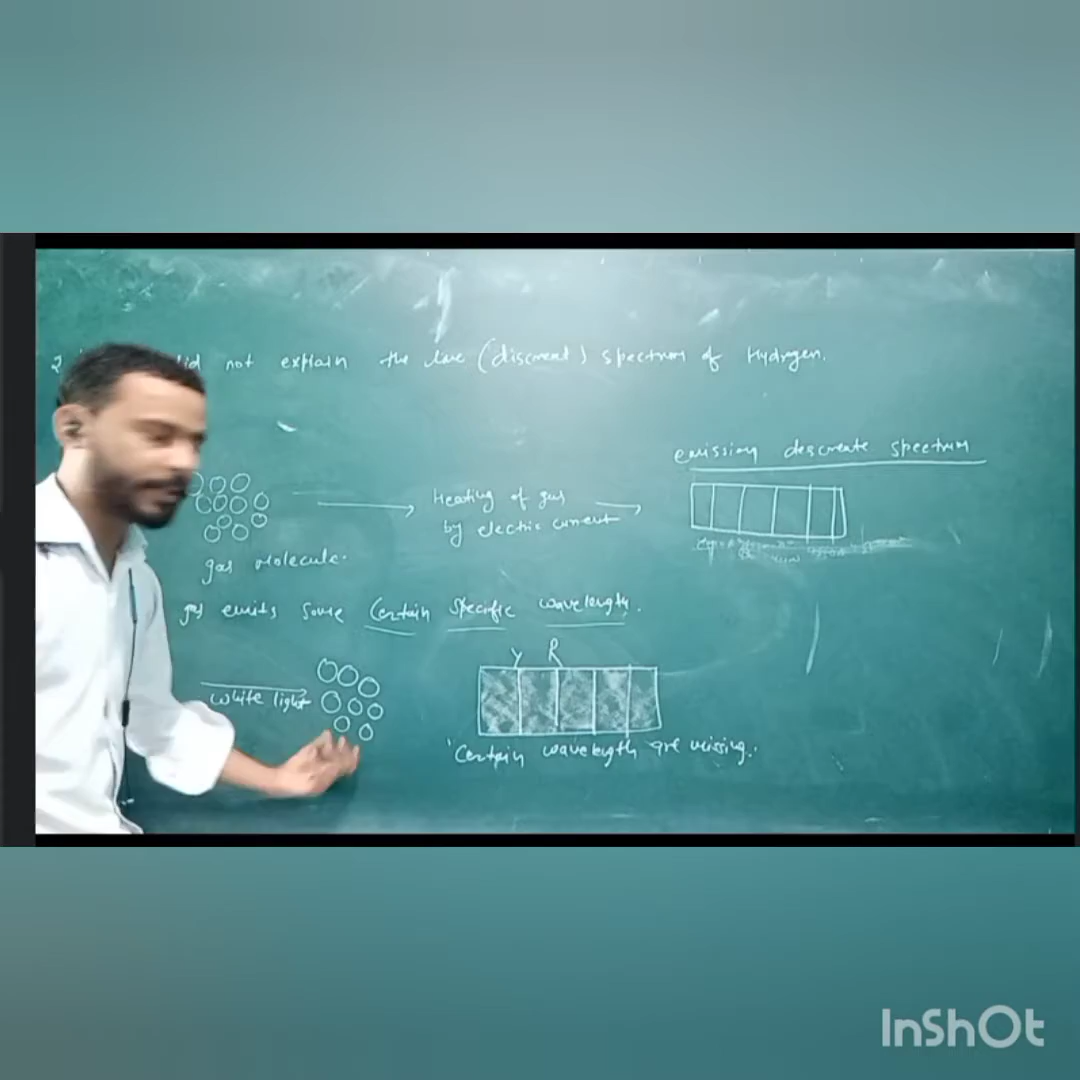 2 not explain the line (discreat) spectrum of Hydrogen.
emission descreate spectrum
Heating of gas
by electric current
gas molecule.
gas emits some Certain specific wavelength.
Y R
white light
"Certain wavelength are missing.
InShOt